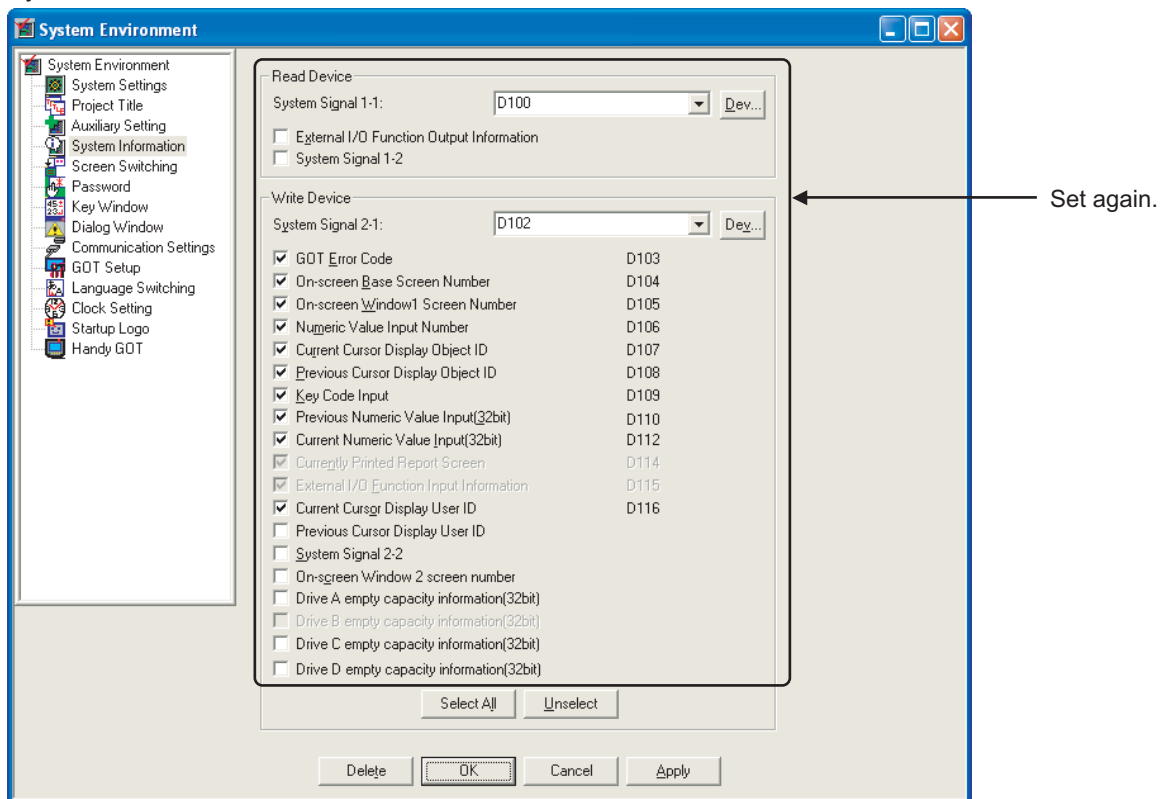 System Environment
System Environment
System Settings
Project Title
Auxiliary Setting
System Information
Screen Switching
Password
Key Window
Dialog Window
Communication Settings
GOT Setup
Language Switching
Clock Setting
Startup Logo
Handy GOT
Read Device
System Signal 1-1: D100 Dev...
External I/O Function Output Information
System Signal 1-2
Write Device
System Signal 2-1: D102 Dev...
GOT Error Code D103
On-screen Base Screen Number D104
On-screen Window1 Screen Number D105
Numeric Value Input Number D106
Current Cursor Display Object ID D107
Previous Cursor Display Object ID D108
Key Code Input D109
Previous Numeric Value Input(32bit) D110
Current Numeric Value Input(32bit) D112
Currently Printed Report Screen D114
External I/O Function Input Information D115
Current Cursor Display User ID D116
Previous Cursor Display User ID
System Signal 2-2
On-screen Window 2 screen number
Drive A empty capacity information(32bit)
Drive B empty capacity information(32bit)
Drive C empty capacity information(32bit)
Drive D empty capacity information(32bit)
Select All Unselect
Delete OK Cancel Apply
Set again.